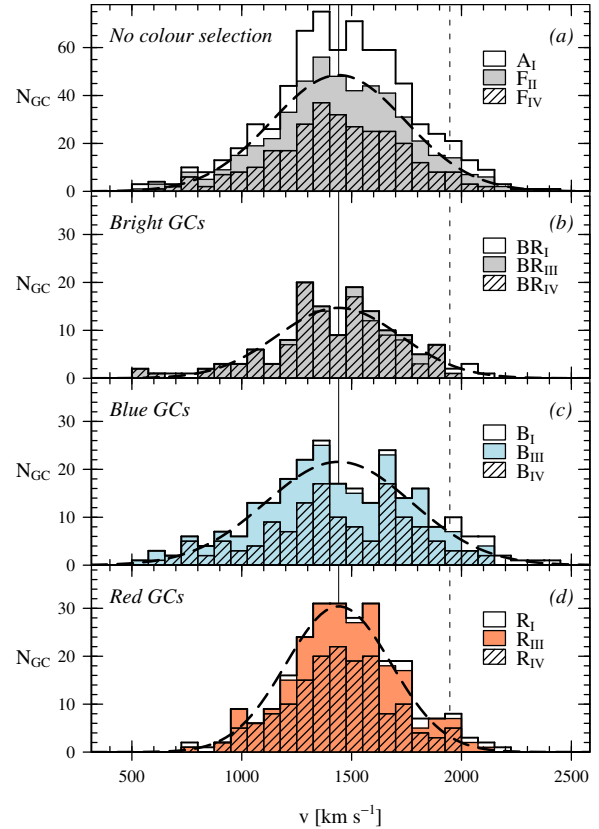 No colour selection
(a)
N_GC
0
20
40
60
A_I
F_II
F_IV
Bright GCs
(b)
N_GC
0
10
20
30
BR_I
BR_III
BR_IV
Blue GCs
(c)
N_GC
0
10
20
30
B_I
B_III
B_IV
Red GCs
(d)
N_GC
0
10
20
30
R_I
R_III
R_IV
500 1000 1500 2000 2500
v [km s⁻¹]